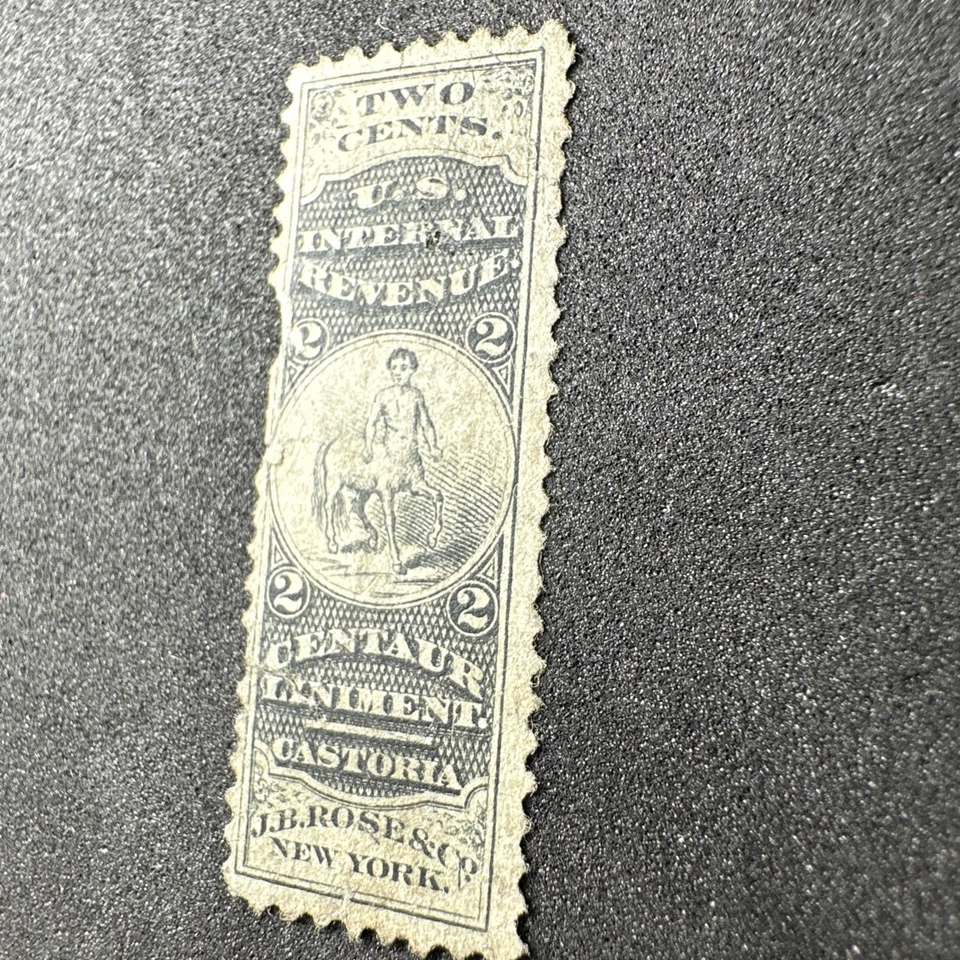 TWO
CENTS.
U.S.
INTERNAL
REVENUE.
2 2
2 2
CENTAUR
LINIMENT.
CASTORIA
J.B.ROSE & Co.
NEW YORK.